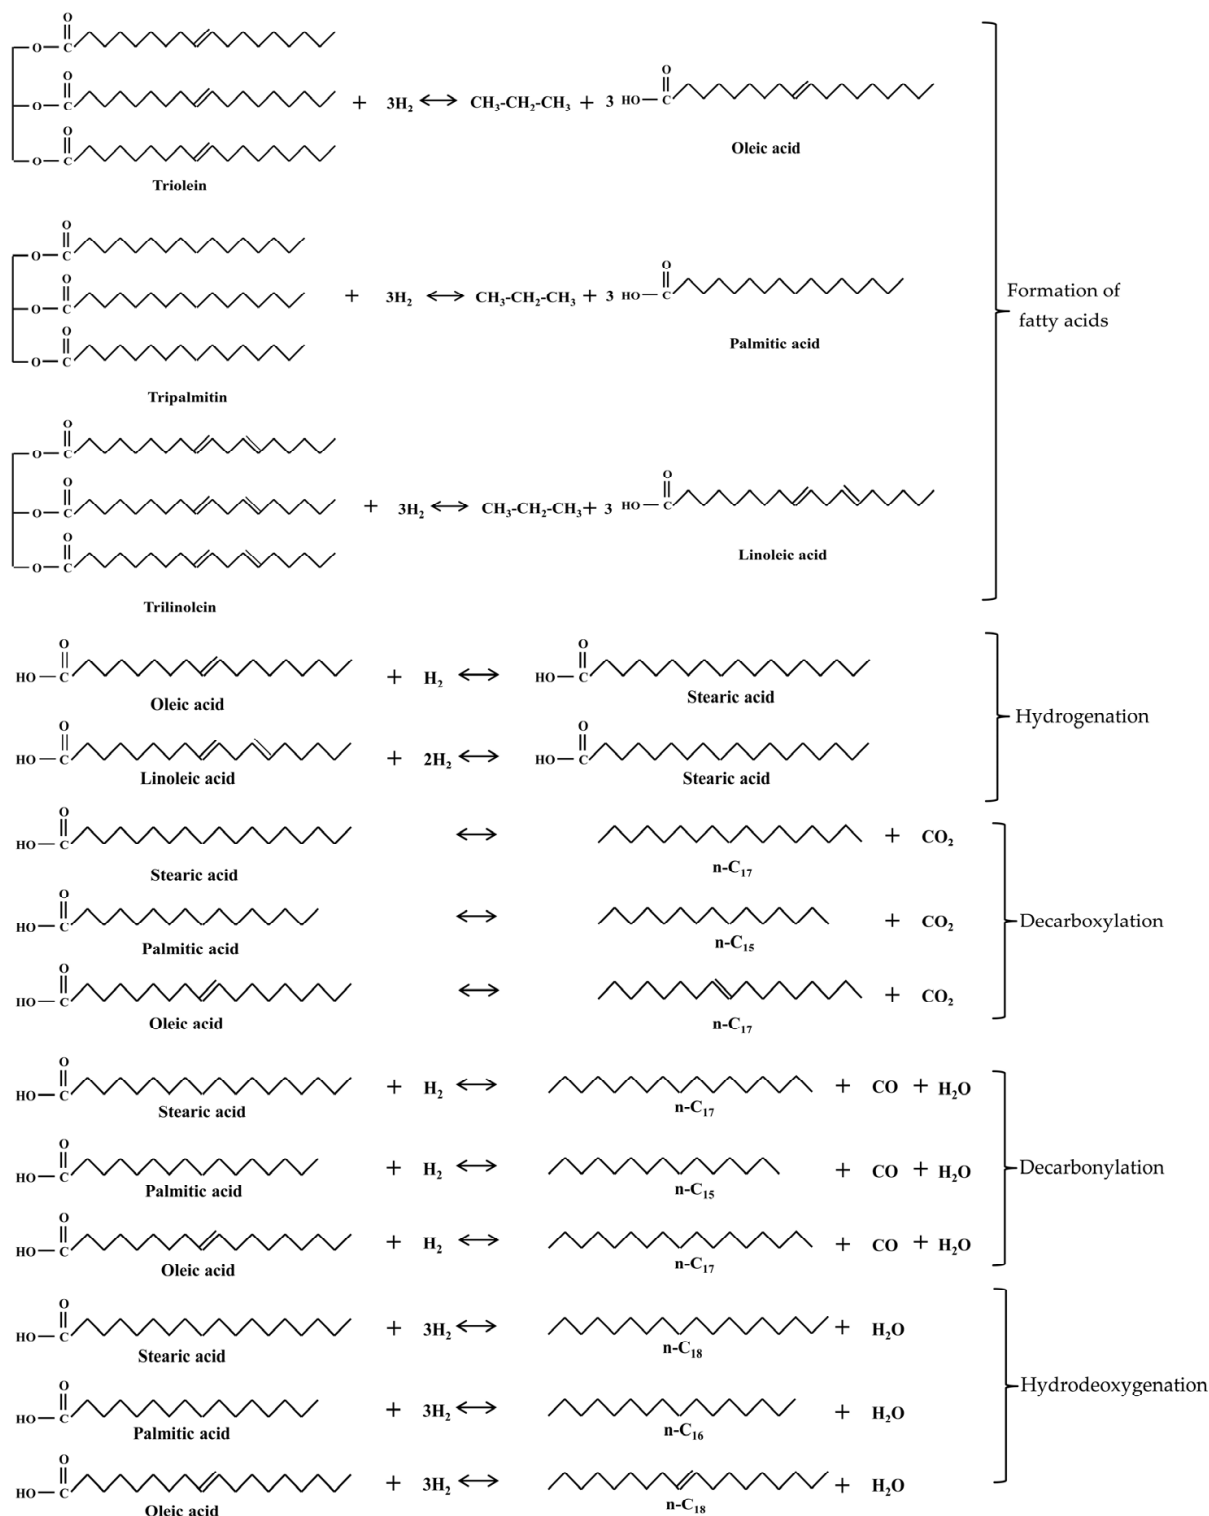 O
O C
O
O C + 3H₂ ↔ CH₃-CH₂-CH₃ + 3 HO C O
O
O C
Oleic acid
Triolein
O
O C
O
O C + 3H₂ ↔ CH₃-CH₂-CH₃ + 3 HO C O
O
O C
Palmitic acid
Tripalmitin
Formation of
fatty acids
O
O C
O
O C + 3H₂ ↔ CH₃-CH₂-CH₃ + 3 HO C O
O
O C
Linoleic acid
Trilinolein
O O
HO C + H₂ ↔ HO C
Oleic acid Stearic acid
Hydrogenation
O O
HO C + 2H₂ ↔ HO C
Linoleic acid Stearic acid
O
HO C ↔ + CO₂
Stearic acid n-C₁₇
O
HO C ↔ + CO₂
Decarboxylation
Palmitic acid n-C₁₅
O
HO C ↔ + CO₂
Oleic acid n-C₁₇
O
HO C + H₂ ↔ + CO + H₂O
Stearic acid n-C₁₇
O
HO C + H₂ ↔ + CO + H₂O
Decarbonylation
Palmitic acid n-C₁₅
O
HO C + H₂ ↔ + CO + H₂O
Oleic acid n-C₁₇
O
HO C + 3H₂ ↔ + H₂O
Stearic acid n-C₁₈
Hydrodeoxygenation
O
HO C + 3H₂ ↔ + H₂O
Palmitic acid n-C₁₆
O
HO C + 3H₂ ↔ + H₂O
Oleic acid n-C₁₈